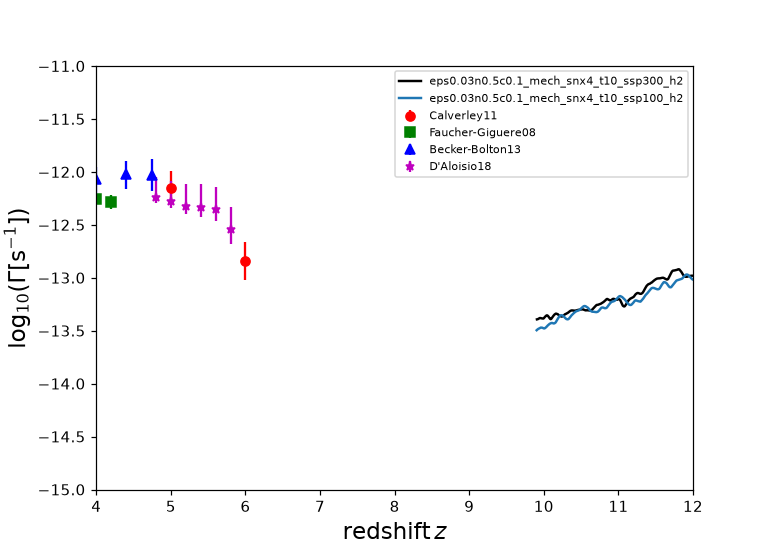 −11.0
−11.5
−12.0
−12.5
−13.0
−13.5
−14.0
−14.5
−15.0
log10(Γ[s−1])
eps0.03n0.5c0.1_mech_snx4_t10_ssp300_h2
eps0.03n0.5c0.1_mech_snx4_t10_ssp100_h2
Calverley11
Faucher-Giguere08
Becker-Bolton13
D'Aloisio18
4 5 6 7 8 9 10 11 12
redshift z